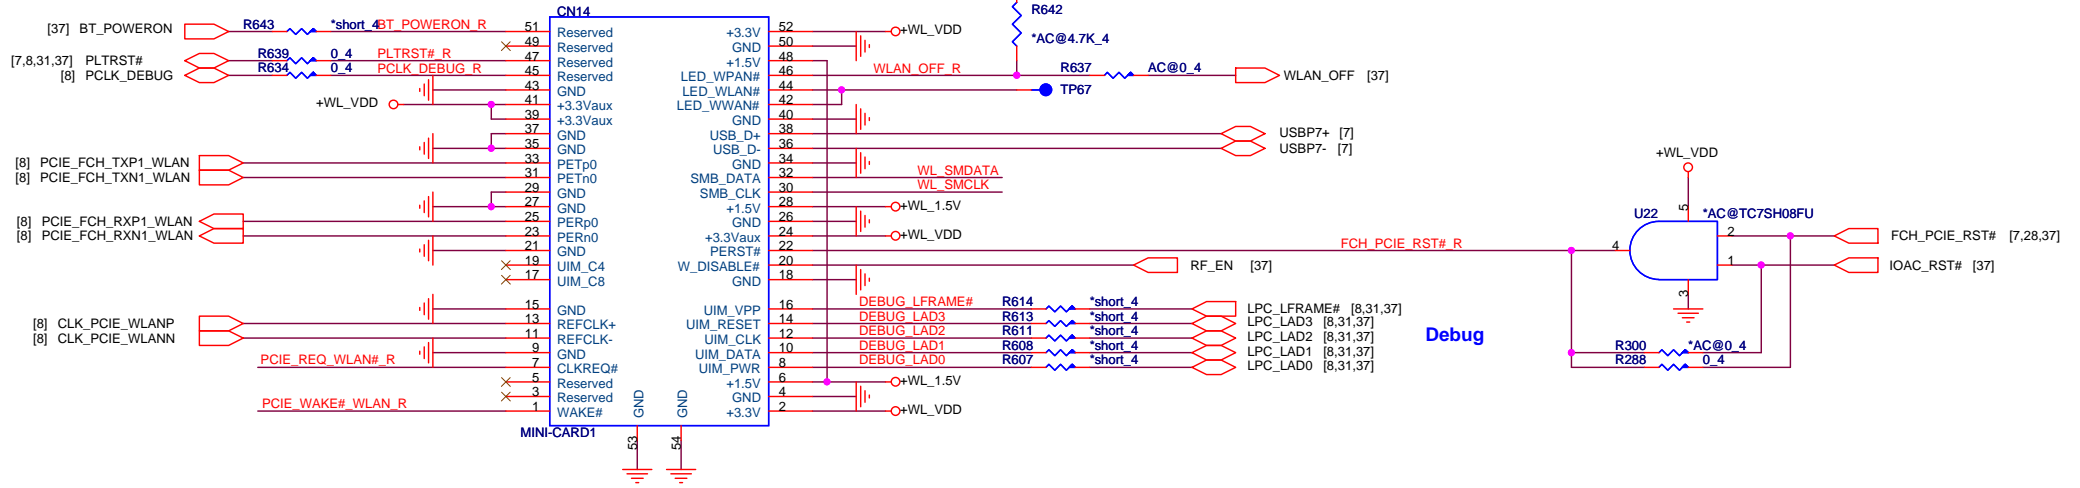 CN14
[37] BT_POWERON R643 *short_4 BT_POWERON_R
[7,8,31,37] PLTRST# R639 0_4 PLTRST#_R
[8] PCLK_DEBUG R634 0_4 PCLK_DEBUG_R
+WL_VDD
[8] PCIE_FCH_TXP1_WLAN
[8] PCIE_FCH_TXN1_WLAN
[8] PCIE_FCH_RXP1_WLAN
[8] PCIE_FCH_RXN1_WLAN
[8] CLK_PCIE_WLANP
[8] CLK_PCIE_WLANN
PCIE_REQ_WLAN#_R
PCIE_WAKE#_WLAN_R
51 Reserved
49 Reserved
47 Reserved
45 Reserved
43 GND
41 +3.3Vaux
39 +3.3Vaux
37 GND
35 GND
33 PETp0
31 PETn0
29 GND
27 GND
25 PERp0
23 PERn0
21 GND
19 UIM_C4
17 UIM_C8
15 GND
13 REFCLK+
11 REFCLK-
9 GND
7 CLKREQ#
5 Reserved
3 Reserved
1 WAKE#
MINI-CARD1
GND 53
GND 54
+3.3V 52 +WL_VDD
GND 50
+1.5V 48
LED_WPAN# 46 WLAN_OFF_R
LED_WLAN# 44
LED_WWAN# 42
GND 40
USB_D+ 38
USB_D- 36
GND 34
SMB_DATA 32 WL_SMDATA
SMB_CLK 30 WL_SMCLK
+1.5V 28 +WL_1.5V
GND 26
+3.3Vaux 24 +WL_VDD
PERST# 22 FCH_PCIE_RST#_R
W_DISABLE# 20 RF_EN [37]
GND 18
UIM_VPP 16 DEBUG_LFRAME# R614 *short_4 LPC_LFRAME# [8,31,37]
UIM_RESET 14 DEBUG_LAD3 R613 *short_4 LPC_LAD3 [8,31,37]
UIM_CLK 12 DEBUG_LAD2 R611 *short_4 LPC_LAD2 [8,31,37]
UIM_DATA 10 DEBUG_LAD1 R608 *short_4 LPC_LAD1 [8,31,37]
UIM_PWR 8 DEBUG_LAD0 R607 *short_4 LPC_LAD0 [8,31,37]
+1.5V 6 +WL_1.5V
GND 4
+3.3V 2 +WL_VDD
R642
*AC@4.7K_4
R637 AC@0_4 WLAN_OFF [37]
TP67
USBP7+ [7]
USBP7- [7]
Debug
+WL_VDD
5
U22 *AC@TC7SH08FU
4
2 FCH_PCIE_RST# [7,28,37]
1 IOAC_RST# [37]
3
R300 *AC@0_4
R288 0_4